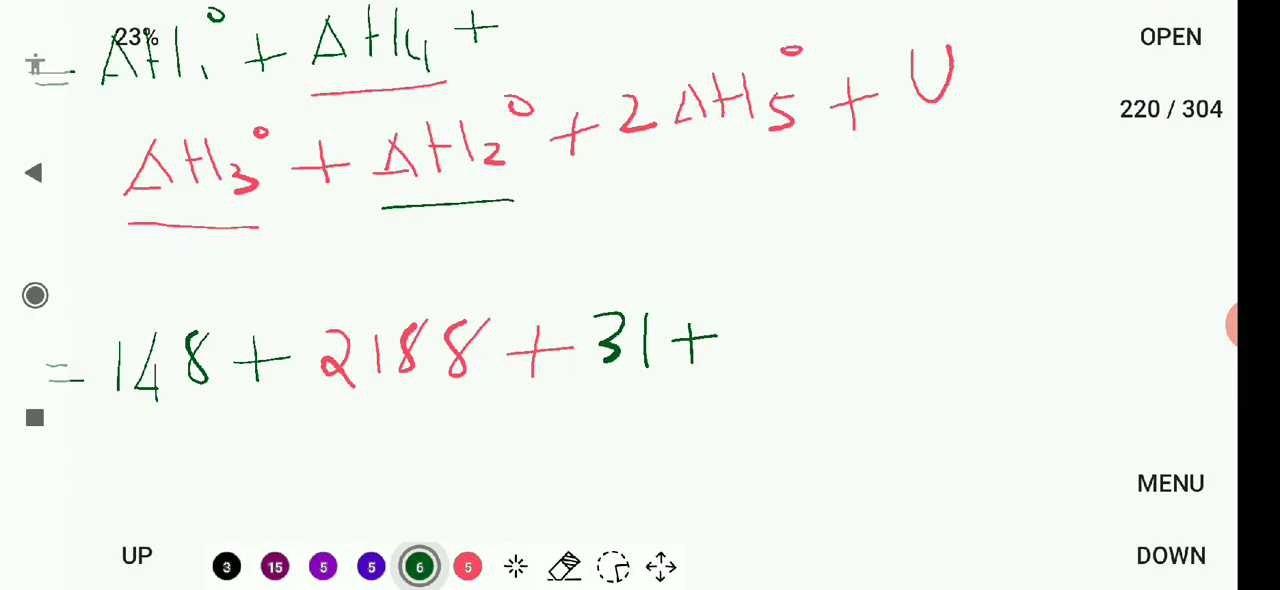 23%
OPEN
= ΔH₁° + ΔH₄ +
220 / 304
ΔH₃° + ΔH₂° + 2ΔH₅° + U
= 148 + 2188 + 31 +
MENU
UP
3 15 5 5 6 5
DOWN